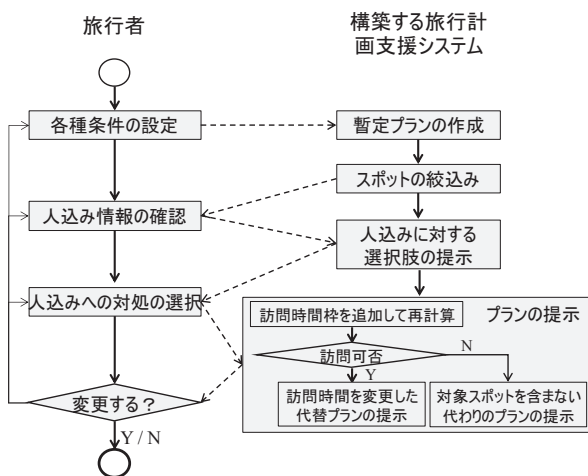 旅行者
構築する旅行計
画支援システム
各種条件の設定
暫定プランの作成
スポットの絞込み
人込み情報の確認
人込みに対する
選択肢の提示
人込みへの対処の選択
プランの提示
訪問時間枠を追加して再計算
訪問可否
N
Y
訪問時間を変更した
代替プランの提示
対象スポットを含まない
代わりのプランの提示
変更する？
Y / N